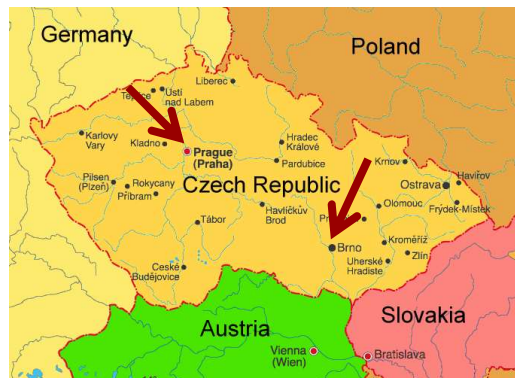 Germany
Poland
Liberec
Ústí
nad Labem
Karlovy
Vary
Kladno
Prague
(Praha)
Hradec
Králové
Pardubice
Krnov
Pilsen
(Plzeň)
Rokycany
Příbram
Czech Republic
Ostrava
Havířov
Frýdek-Místek
Tábor
Havlíčkův
Brod
Olomouc
Brno
Kroměříž
Uherské
Hradiste
Zlín
České
Budějovice
Austria
Slovakia
Vienna
(Wien)
Bratislava